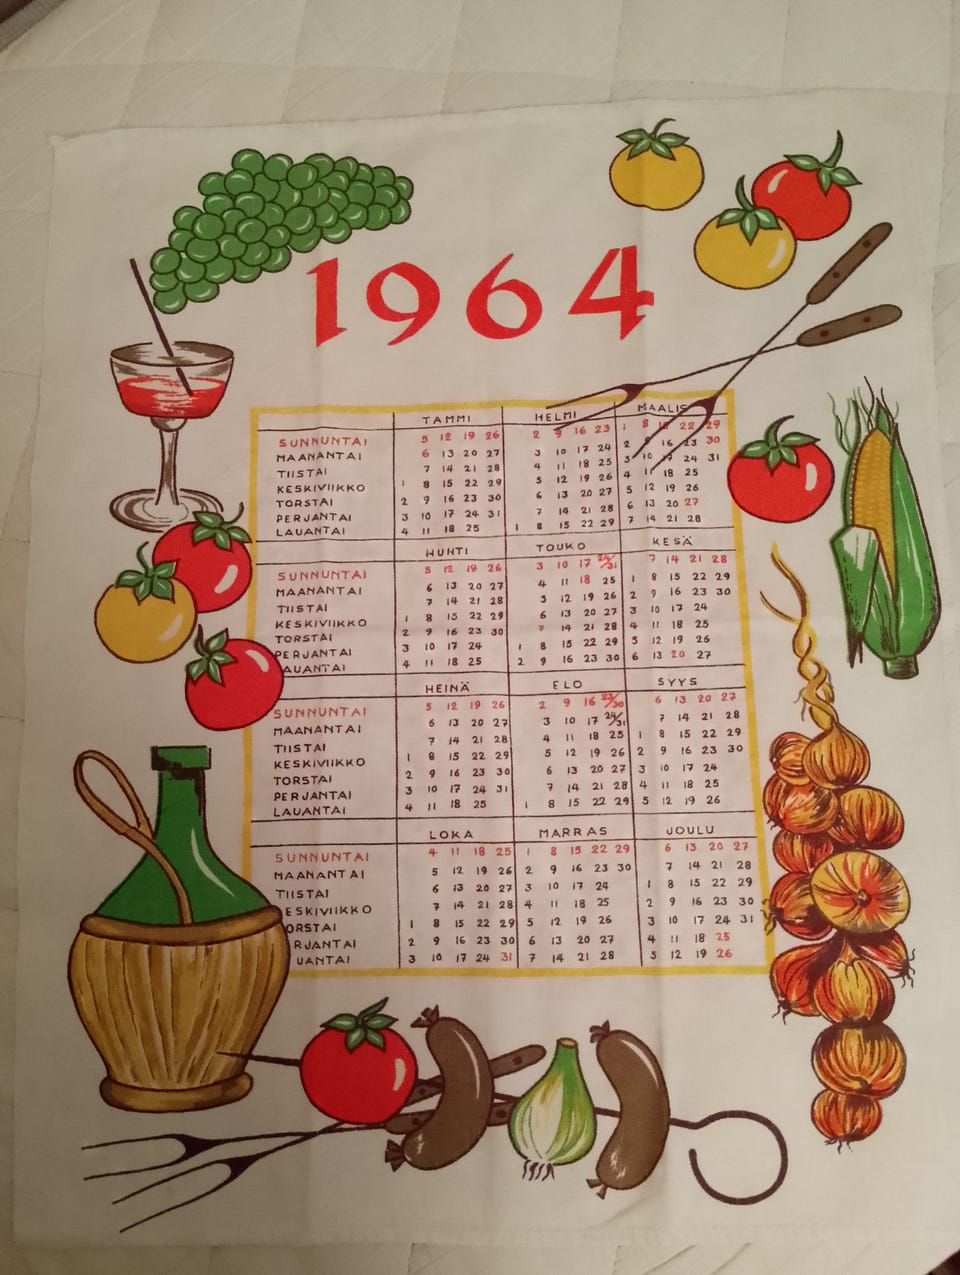 1964
TAMMI HELMI MAALIS
SUNNUNTAI 5 12 19 26 2 9 16 23 1 8 15 22 29
MAANANTAI 6 13 20 27 3 10 17 24 2 9 16 23 30
TIISTAI 7 14 21 28 4 11 18 25 3 10 17 24 31
KESKIVIIKKO 1 8 15 22 29 5 12 19 26 4 11 18 25
TORSTAI 2 9 16 23 30 6 13 20 27 5 12 19 26
PERJANTAI 3 10 17 24 31 7 14 21 28 6 13 20 27
LAUANTAI 4 11 18 25 1 8 15 22 29 7 14 21 28
HUHTI TOUKO KESÄ
SUNNUNTAI 5 12 19 26 3 10 17 24/31 7 14 21 28
MAANANTAI 6 13 20 27 4 11 18 25 1 8 15 22 29
TIISTAI 7 14 21 28 5 12 19 26 2 9 16 23 30
KESKIVIIKKO 1 8 15 22 29 6 13 20 27 3 10 17 24
TORSTAI 2 9 16 23 30 7 14 21 28 4 11 18 25
PERJANTAI 3 10 17 24 1 8 15 22 29 5 12 19 26
AUANTAI 4 11 18 25 2 9 16 23 30 6 13 20 27
HEINÄ ELO SYYS
SUNNUNTAI 5 12 19 26 2 9 16 23/30 6 13 20 27
MAANANTAI 6 13 20 27 3 10 17 24/31 7 14 21 28
TIISTAI 7 14 21 28 4 11 18 25 1 8 15 22 29
KESKIVIIKKO 1 8 15 22 29 5 12 19 26 2 9 16 23 30
TORSTAI 2 9 16 23 30 6 13 20 27 3 10 17 24
PERJANTAI 3 10 17 24 31 7 14 21 28 4 11 18 25
LAUANTAI 4 11 18 25 1 8 15 22 29 5 12 19 26
LOKA MARRAS JOULU
SUNNUNTAI 4 11 18 25 1 8 15 22 29 6 13 20 27
MAANANTAI 5 12 19 26 2 9 16 23 30 7 14 21 28
TIISTAI 6 13 20 27 3 10 17 24 1 8 15 22 29
ESKIVIIKKO 7 14 21 28 4 11 18 25 2 9 16 23 30
ORSTAI 1 8 15 22 29 5 12 19 26 3 10 17 24 31
RJANTAI 2 9 16 23 30 6 13 20 27 4 11 18 25
UANTAI 3 10 17 24 31 7 14 21 28 5 12 19 26